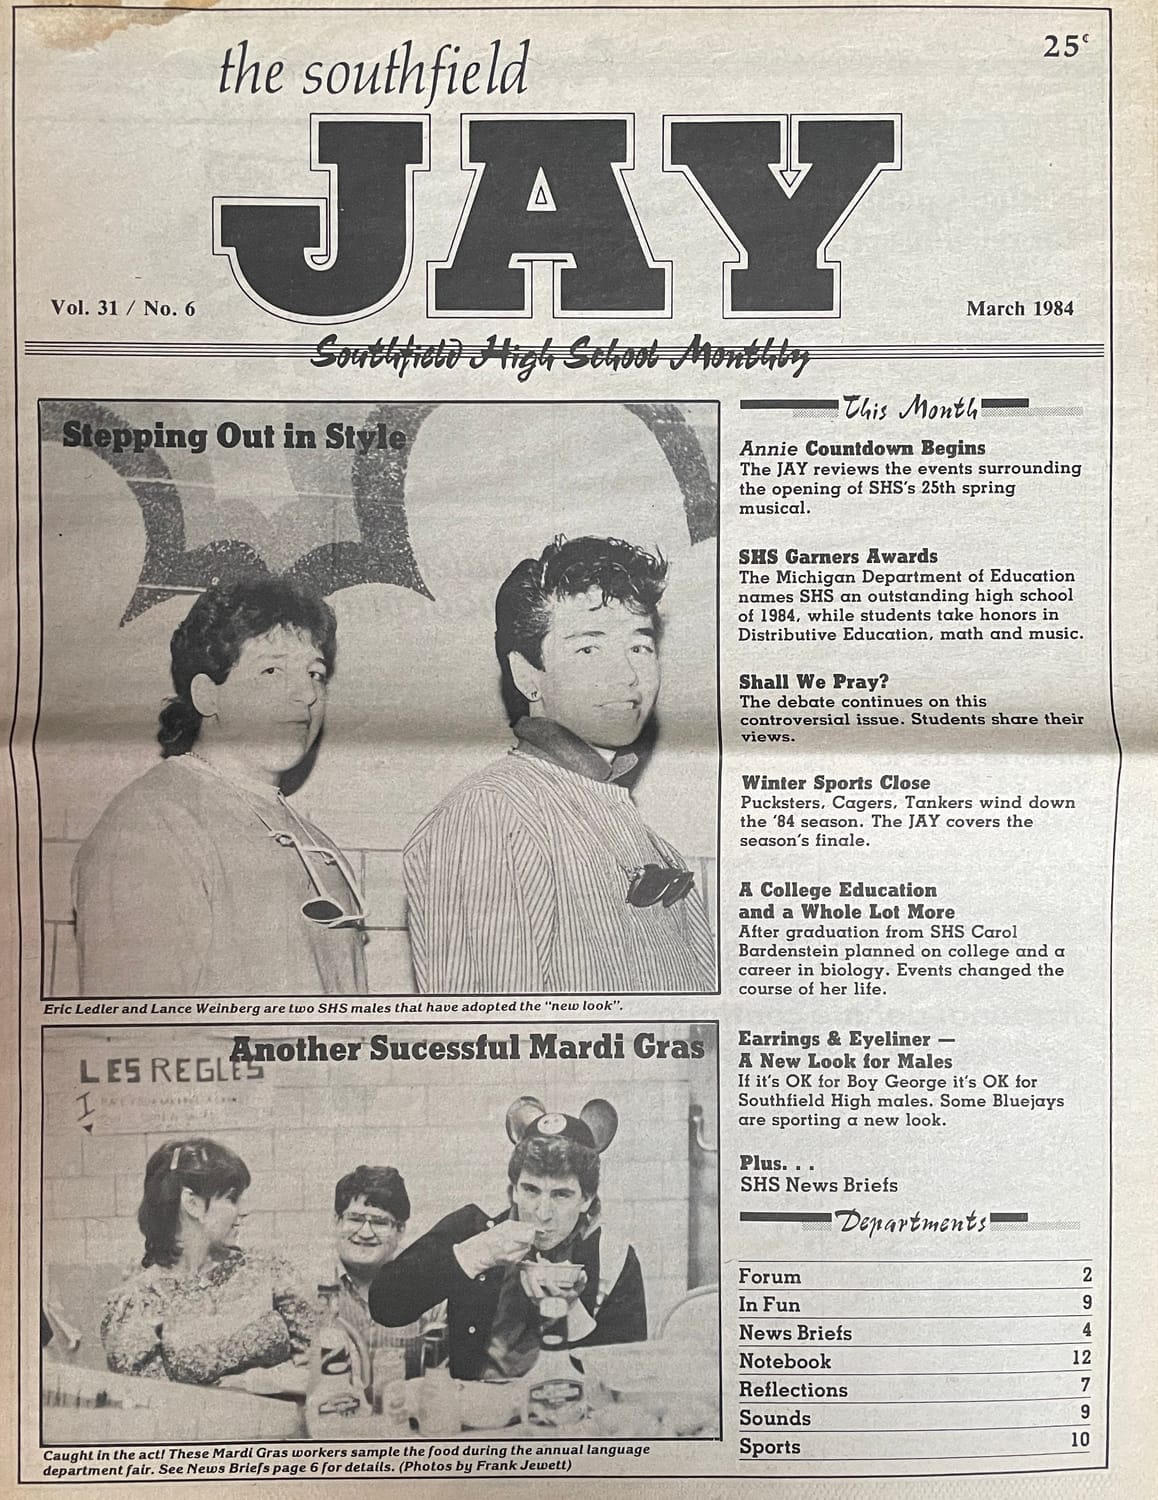 25¢
the southfield
JAY
Vol. 31 / No. 6
March 1984
Southfield High School Monthly
Stepping Out in Style
Eric Ledler and Lance Weinberg are two SHS males that have adopted the "new look".
Another Sucessful Mardi Gras
LES REGLES
I
Caught in the act! These Mardi Gras workers sample the food during the annual language
department fair. See News Briefs page 6 for details. (Photos by Frank Jewett)
This Month
Annie Countdown Begins
The JAY reviews the events surrounding
the opening of SHS's 25th spring
musical.
SHS Garners Awards
The Michigan Department of Education
names SHS an outstanding high school
of 1984, while students take honors in
Distributive Education, math and music.
Shall We Pray?
The debate continues on this
controversial issue. Students share their
views.
Winter Sports Close
Pucksters, Cagers, Tankers wind down
the '84 season. The JAY covers the
season's finale.
A College Education
and a Whole Lot More
After graduation from SHS Carol
Bardenstein planned on college and a
career in biology. Events changed the
course of her life.
Earrings & Eyeliner —
A New Look for Males
If it's OK for Boy George it's OK for
Southfield High males. Some Bluejays
are sporting a new look.
Plus. . .
SHS News Briefs
Departments
Forum 2
In Fun 9
News Briefs 4
Notebook 12
Reflections 7
Sounds 9
Sports 10